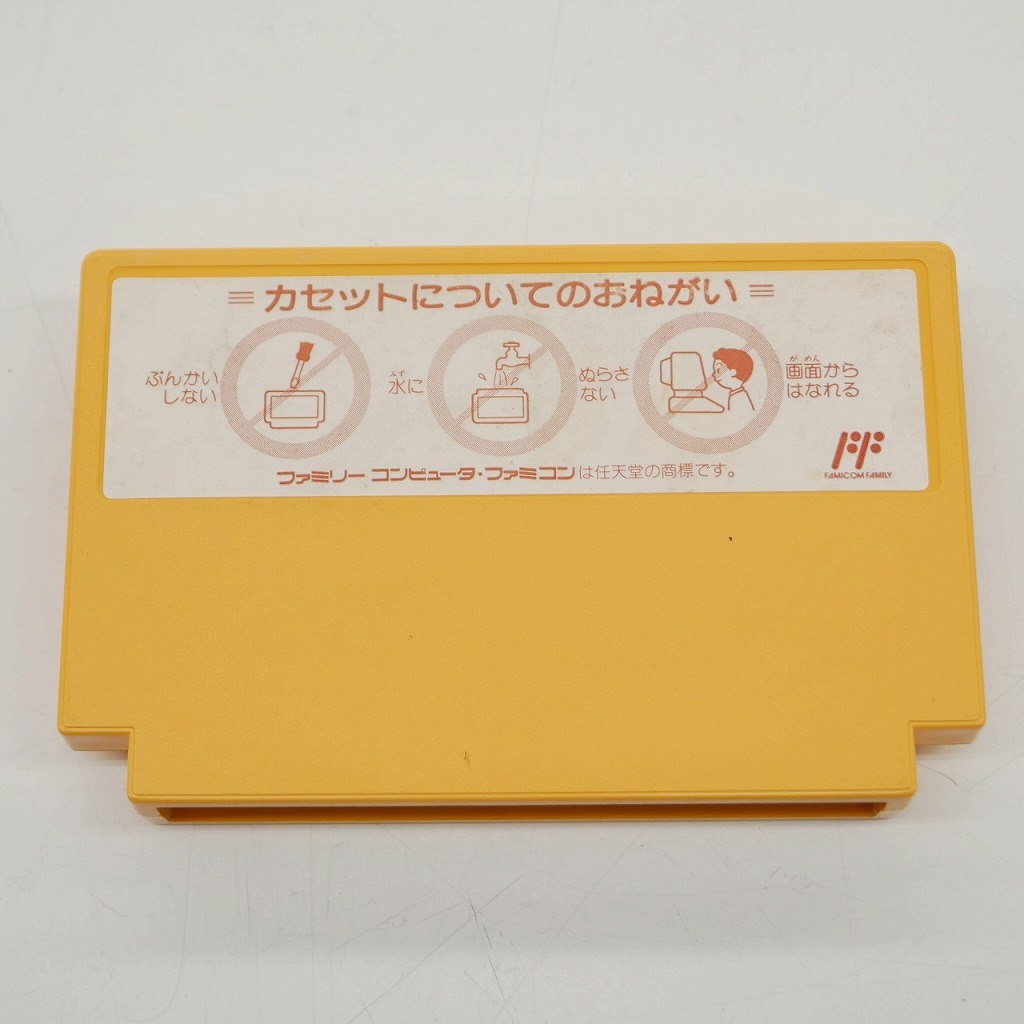 カセットについてのおねがい
ぶんかい
しない
みず
水に
ぬらさ
ない
がめん
画面から
はなれる
FAMICOM FAMILY
ファミリー コンピュータ・ファミコンは任天堂の商標です。